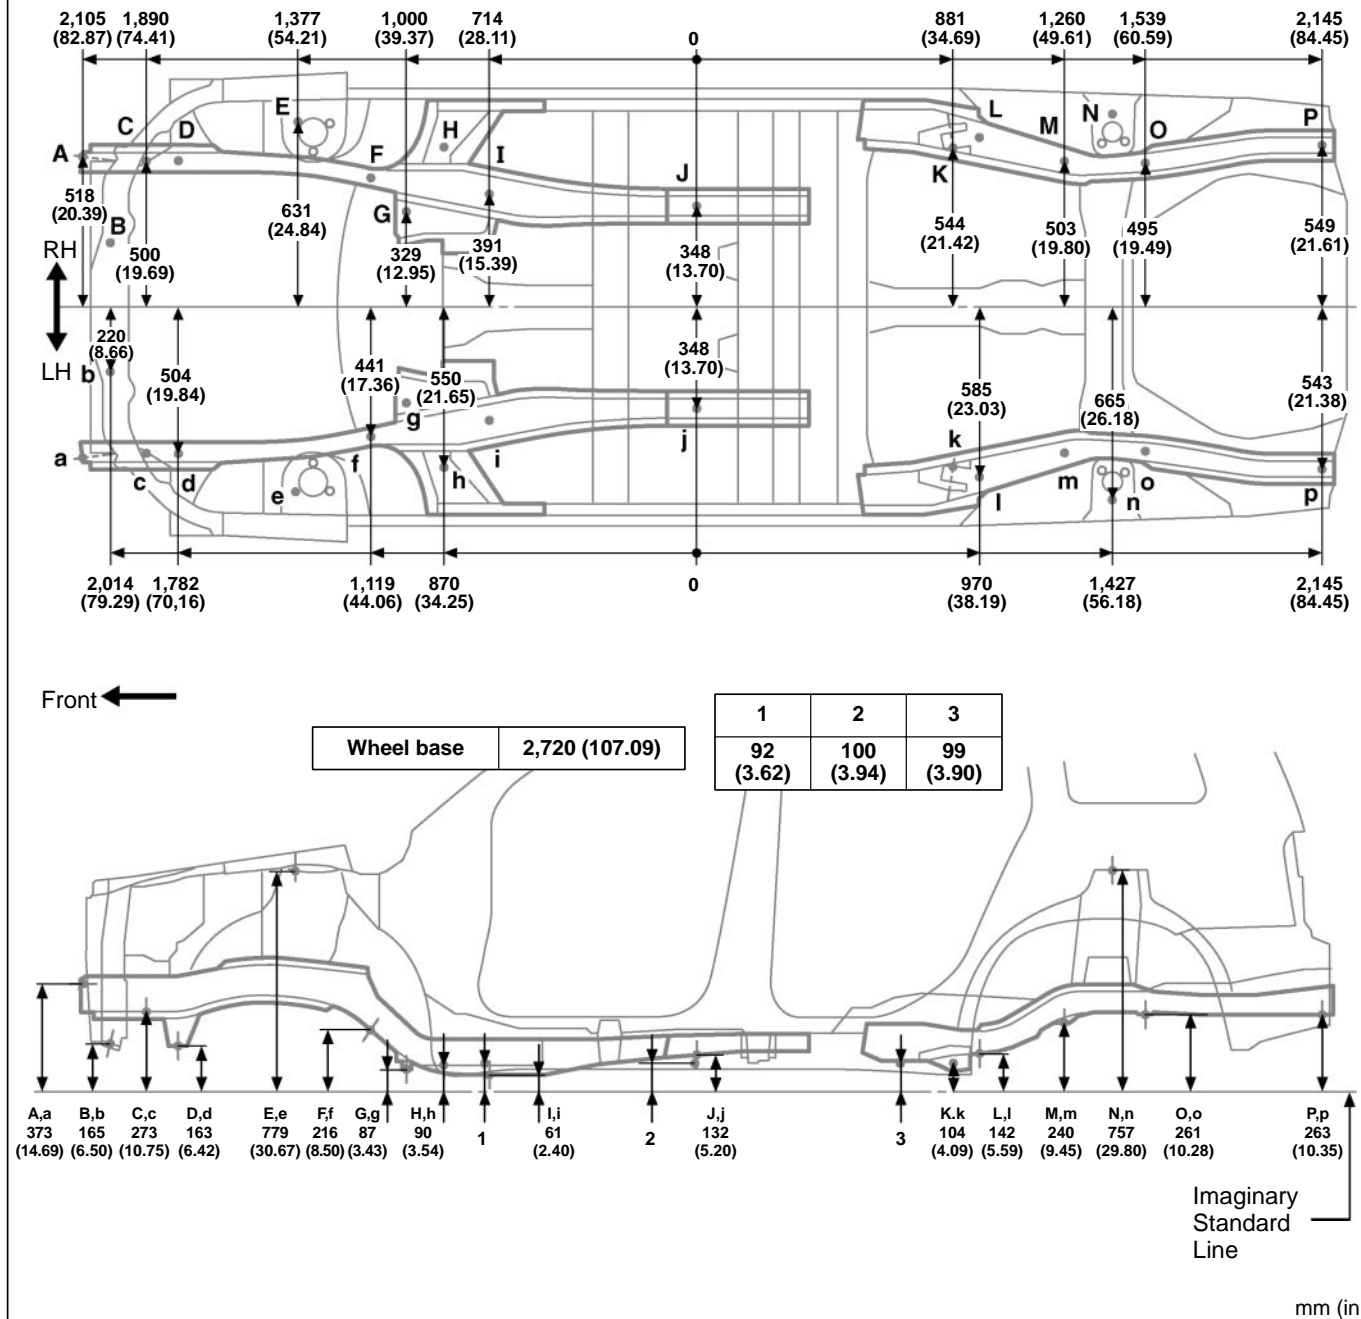 2,105 1,890 1,377 1,000 714 0 881 1,260 1,539 2,145
(82.87) (74.41) (54.21) (39.37) (28.11) (34.69) (49.61) (60.59) (84.45)
E L N P
C D H M O
A F I
J K
518
(20.39) G
B 631
(24.84)
RH 500
(19.69)
329
(12.95)
391
(15.39)
348
(13.70)
544
(21.42)
503
(19.80)
495
(19.49)
549
(21.61)
LH b
220
(8.66)
504
(19.84)
441
(17.36)
550
(21.65)
348
(13.70)
585
(23.03)
665
(26.18)
543
(21.38)
g
j k
a f i
c d e h l m n o p
2,014 1,782 1,119 870 0 970 1,427 2,145
(79.29) (70,16) (44.06) (34.25) (38.19) (56.18) (84.45)
Front
Wheel base 2,720 (107.09)
1 2 3
92 100 99
(3.62) (3.94) (3.90)
A,a B,b C,c D,d E,e F,f G,g H,h 1 I,i 2 J,j 3 K.k L,l M,m N,n O,o P,p
373 165 273 163 779 216 87 90 61 132 104 142 240 757 261 263
(14.69) (6.50) (10.75) (6.42) (30.67) (8.50) (3.43) (3.54) (2.40) (5.20) (4.09) (5.59) (9.45) (29.80) (10.28) (10.35)
Imaginary
Standard
Line
mm (in